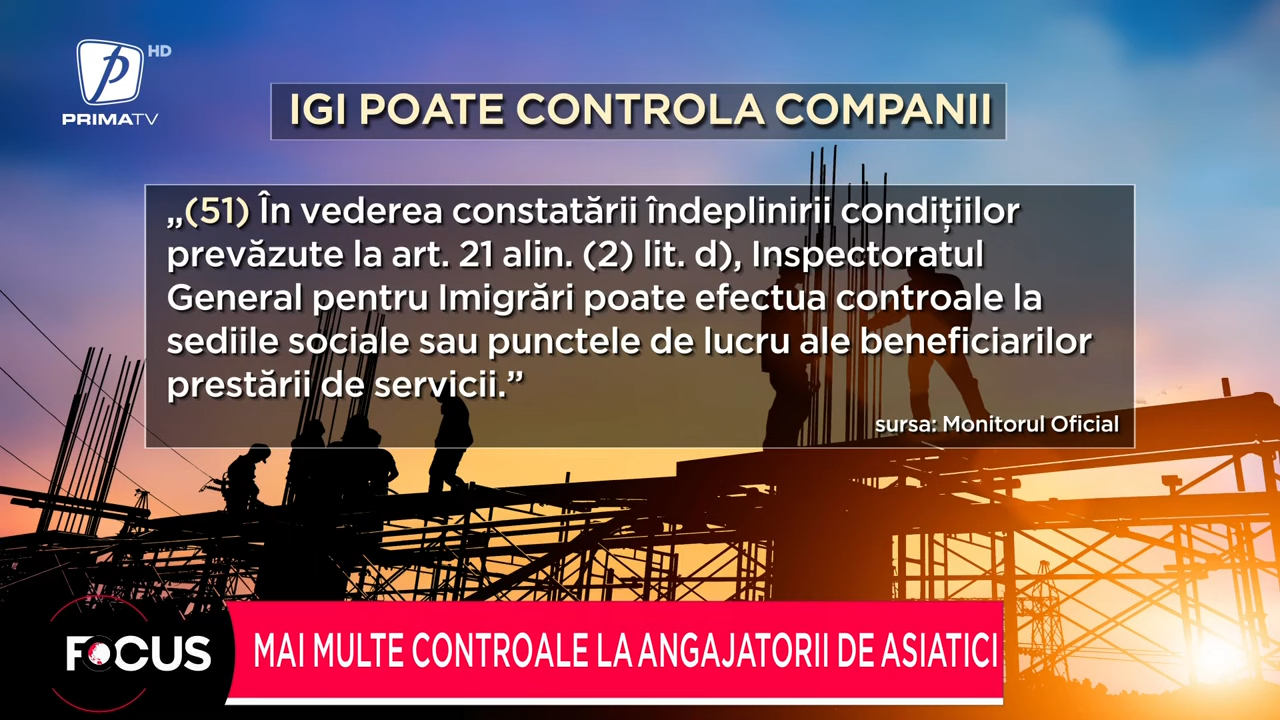 HD
PRIMATV
IGI POATE CONTROLA COMPANII
„(51) În vederea constatării îndeplinirii condițiilor
prevăzute la art. 21 alin. (2) lit. d), Inspectoratul
General pentru Imigrări poate efectua controale la
sediile sociale sau punctele de lucru ale beneficiarilor
prestării de servicii.”
sursa: Monitorul Oficial
FOCUS
MAI MULTE CONTROALE LA ANGAJATORII DE ASIATICI